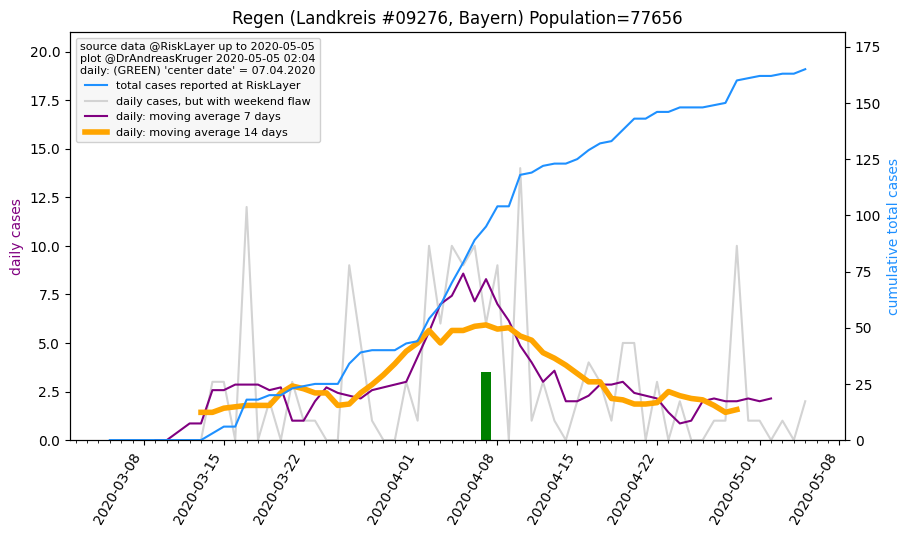 Regen (Landkreis #09276, Bayern) Population=77656
source data @RiskLayer up to 2020-05-05
plot @DrAndreasKruger 2020-05-05 02:04
daily: (GREEN) 'center date' = 07.04.2020
total cases reported at RiskLayer
daily cases, but with weekend flaw
daily: moving average 7 days
daily: moving average 14 days
daily cases
20.0
17.5
15.0
12.5
10.0
7.5
5.0
2.5
0.0
175
150
125
100
75
50
25
0
cumulative total cases
2020-03-08
2020-03-15
2020-03-22
2020-04-01
2020-04-08
2020-04-15
2020-04-22
2020-05-01
2020-05-08